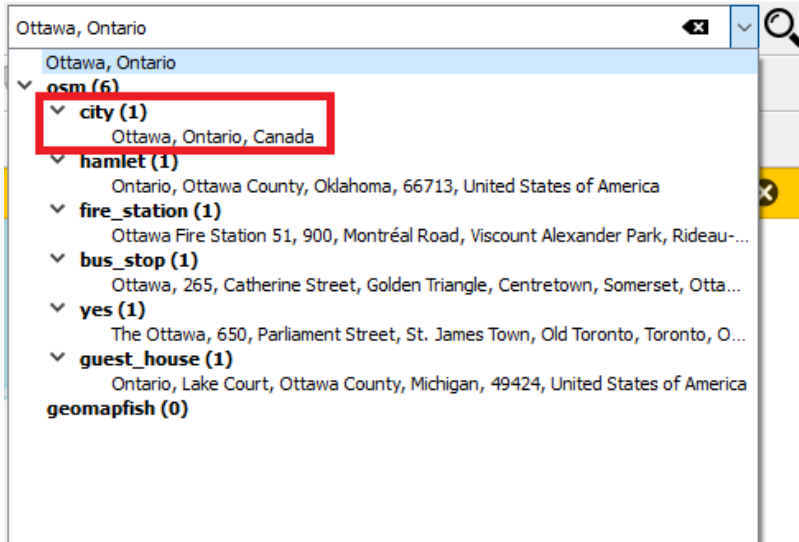 Ottawa, Ontario
Ottawa, Ontario
osm (6)
city (1)
Ottawa, Ontario, Canada
hamlet (1)
Ontario, Ottawa County, Oklahoma, 66713, United States of America
fire_station (1)
Ottawa Fire Station 51, 900, Montréal Road, Viscount Alexander Park, Rideau-...
bus_stop (1)
Ottawa, 265, Catherine Street, Golden Triangle, Centretown, Somerset, Otta...
yes (1)
The Ottawa, 650, Parliament Street, St. James Town, Old Toronto, Toronto, O...
guest_house (1)
Ontario, Lake Court, Ottawa County, Michigan, 49424, United States of America
geomapfish (0)